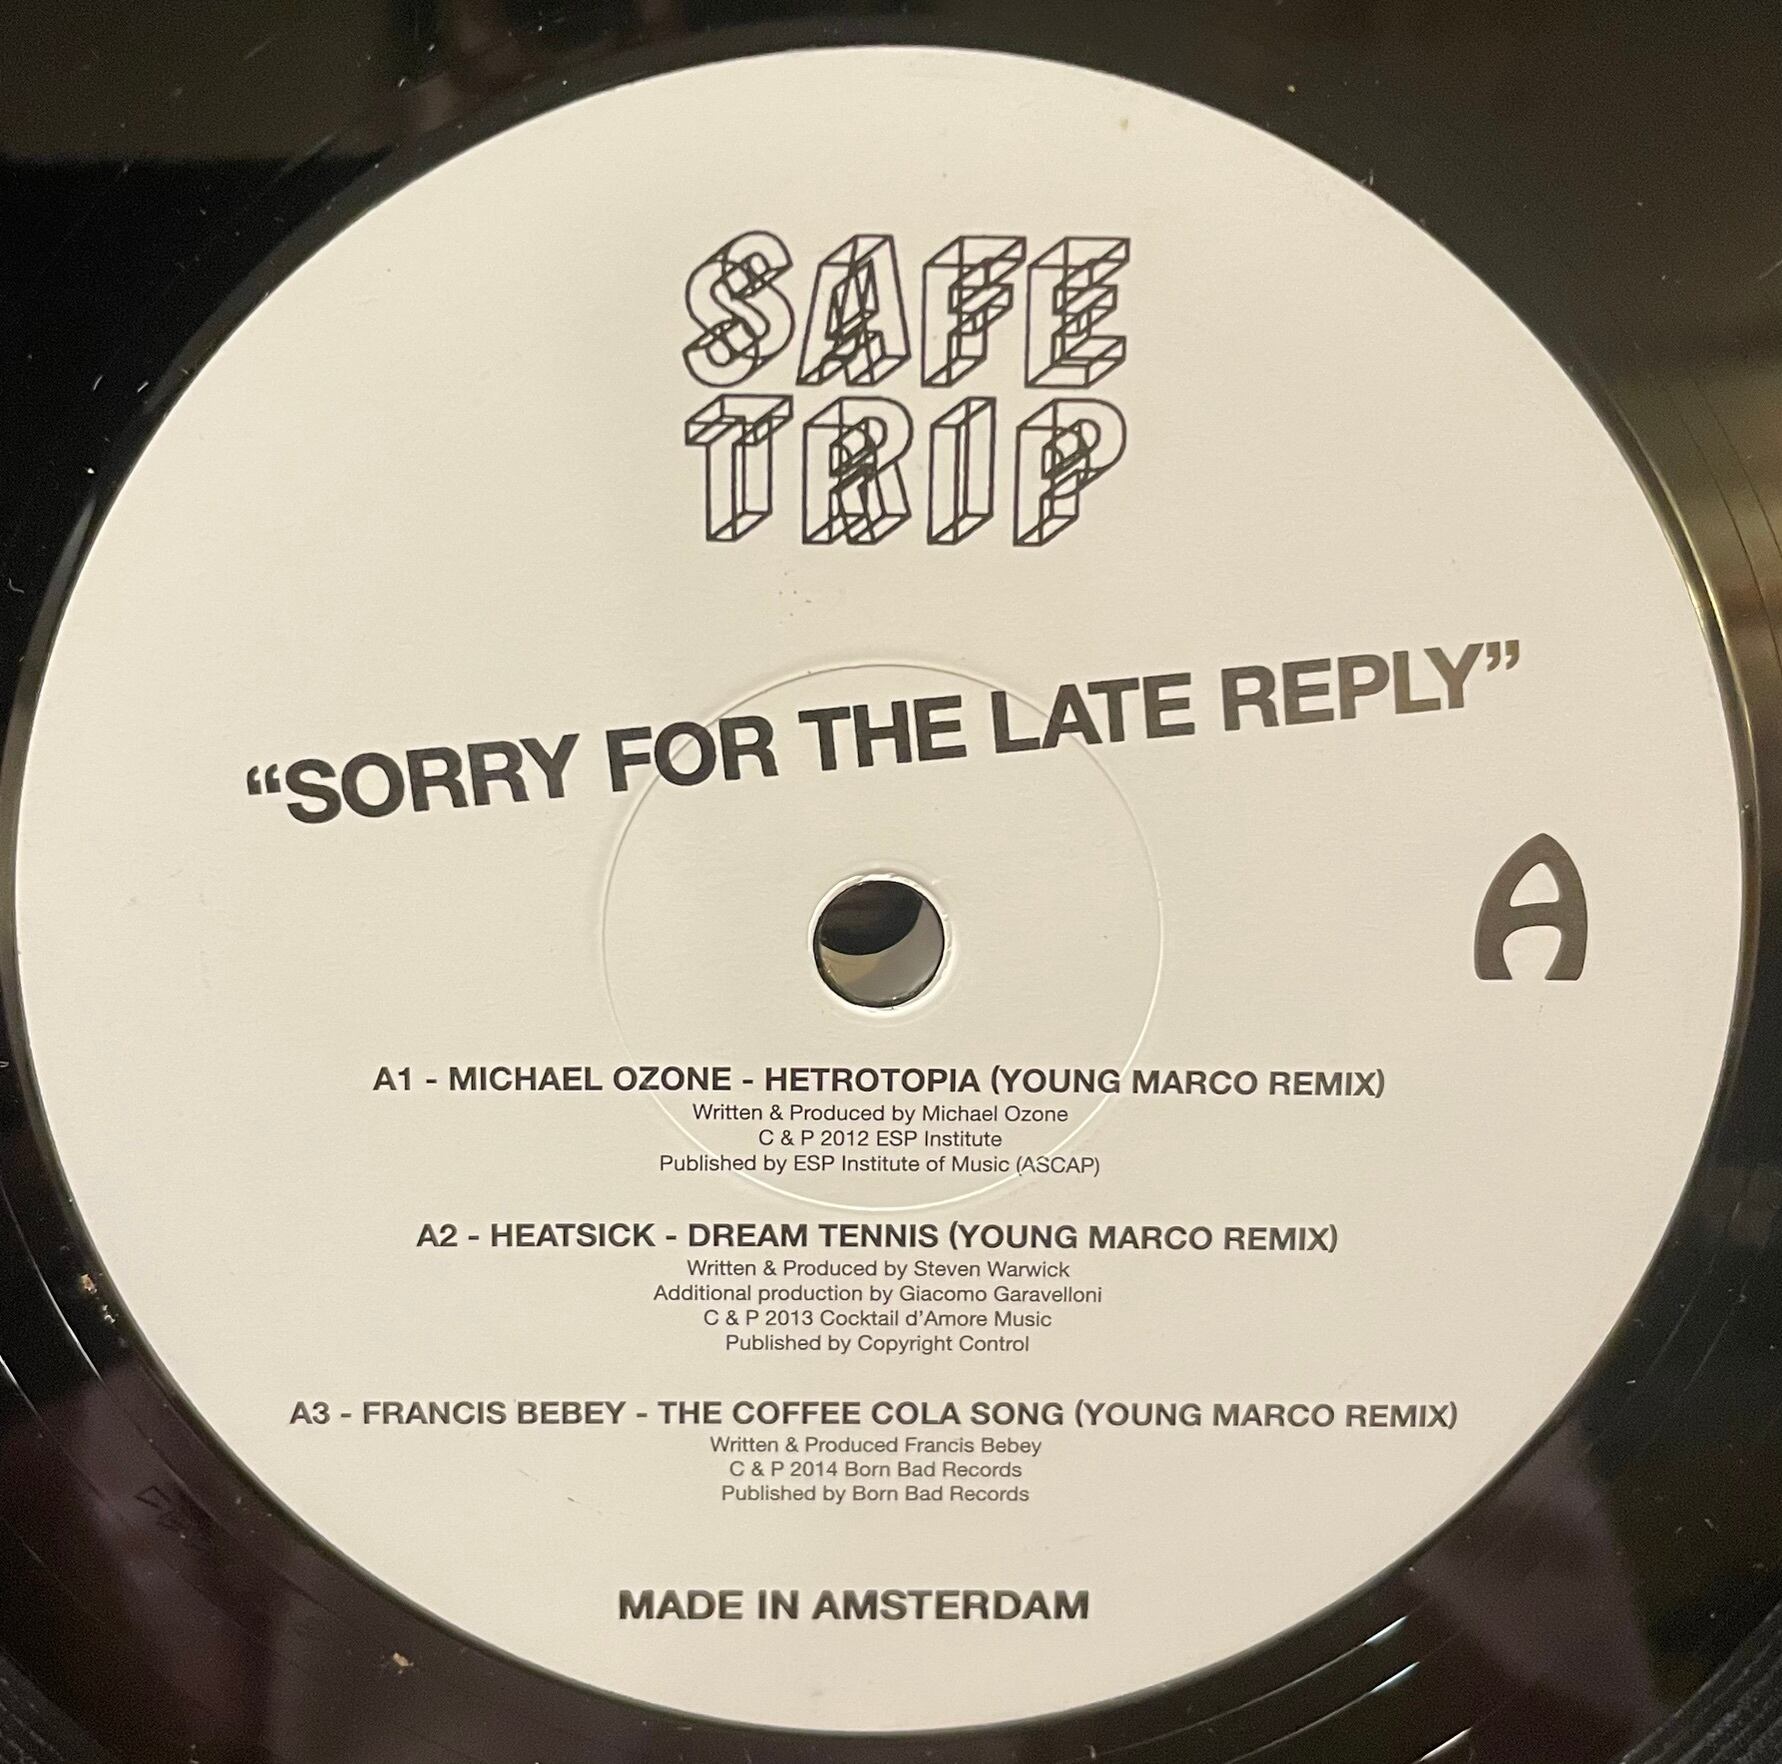 SAFE
TRIP
“SORRY FOR THE LATE REPLY”
A
A1 - MICHAEL OZONE - HETROTOPIA (YOUNG MARCO REMIX)
Written & Produced by Michael Ozone
C & P 2012 ESP Institute
Published by ESP Institute of Music (ASCAP)
A2 - HEATSICK - DREAM TENNIS (YOUNG MARCO REMIX)
Written & Produced by Steven Warwick
Additional production by Giacomo Garavelloni
C & P 2013 Cocktail d’Amore Music
Published by Copyright Control
A3 - FRANCIS BEBEY - THE COFFEE COLA SONG (YOUNG MARCO REMIX)
Written & Produced Francis Bebey
C & P 2014 Born Bad Records
Published by Born Bad Records
MADE IN AMSTERDAM